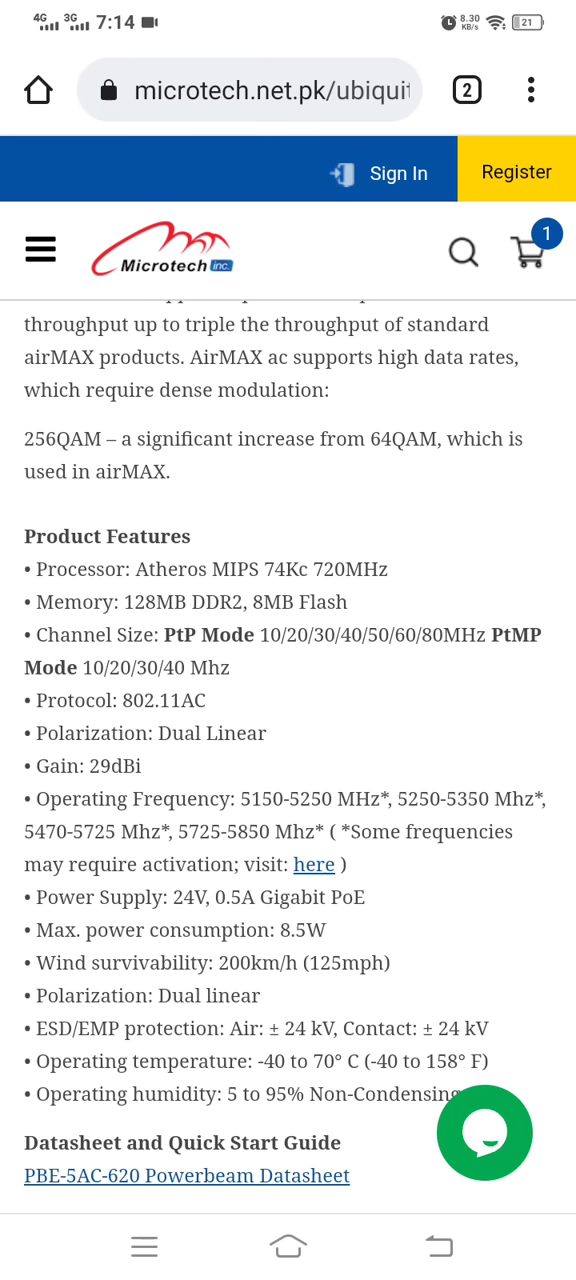 4G 3G 7:14 8.30 KB/s 21
microtech.net.pk/ubiquit 2
Sign In Register
Microtech inc. 1
throughput up to triple the throughput of standard
airMAX products. AirMAX ac supports high data rates,
which require dense modulation:
256QAM – a significant increase from 64QAM, which is
used in airMAX.
Product Features
• Processor: Atheros MIPS 74Kc 720MHz
• Memory: 128MB DDR2, 8MB Flash
• Channel Size: PtP Mode 10/20/30/40/50/60/80MHz PtMP
Mode 10/20/30/40 Mhz
• Protocol: 802.11AC
• Polarization: Dual Linear
• Gain: 29dBi
• Operating Frequency: 5150-5250 MHz*, 5250-5350 Mhz*,
5470-5725 Mhz*, 5725-5850 Mhz* ( *Some frequencies
may require activation; visit: here )
• Power Supply: 24V, 0.5A Gigabit PoE
• Max. power consumption: 8.5W
• Wind survivability: 200km/h (125mph)
• Polarization: Dual linear
• ESD/EMP protection: Air: ± 24 kV, Contact: ± 24 kV
• Operating temperature: -40 to 70° C (-40 to 158° F)
• Operating humidity: 5 to 95% Non-Condensing
Datasheet and Quick Start Guide
PBE-5AC-620 Powerbeam Datasheet